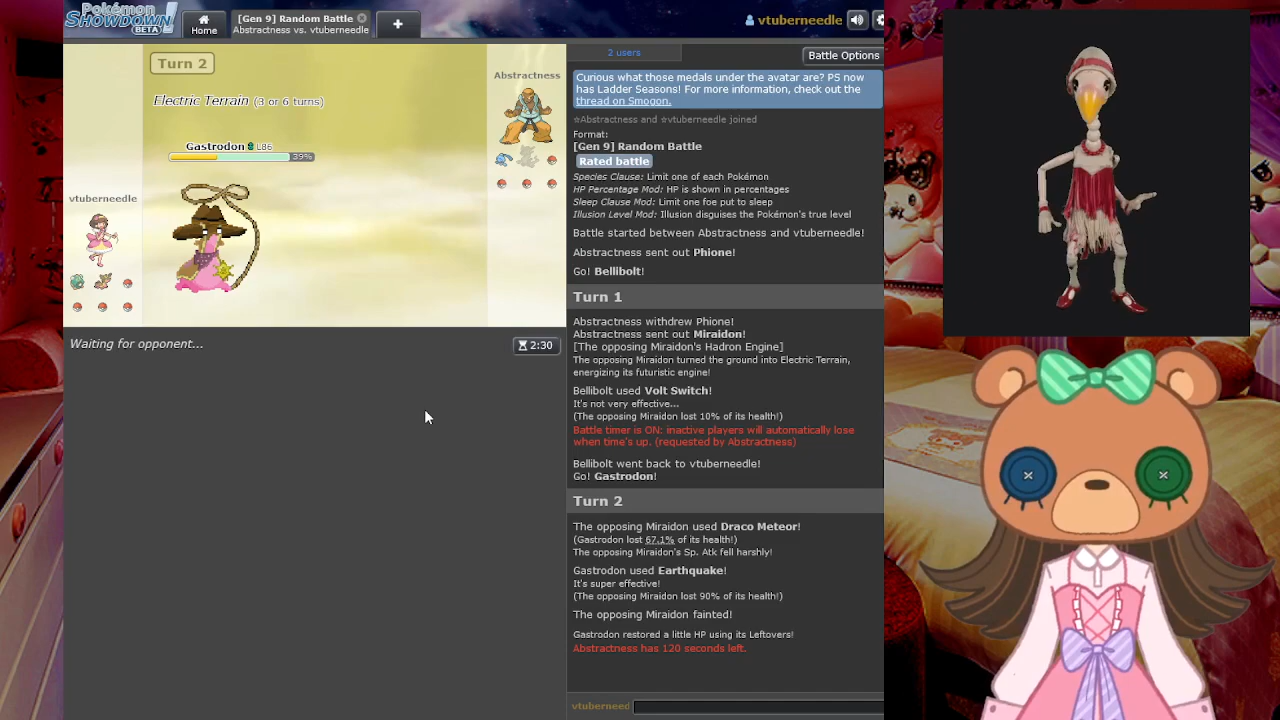 Pokémon
SHOWDOWN!
BETA
Home
[Gen 9] Random Battle
Abstractness vs. vtuberneedle
vtuberneedle
Turn 2
Electric Terrain (3 or 6 turns)
Gastrodon L86
39%
Abstractness
vtuberneedle
Waiting for opponent...
2:30
2 users
Battle Options
Curious what those medals under the avatar are? PS now
has Ladder Seasons! For more information, check out the
thread on Smogon.
☆Abstractness and ☆vtuberneedle joined
Format:
[Gen 9] Random Battle
Rated battle
Species Clause: Limit one of each Pokémon
HP Percentage Mod: HP is shown in percentages
Sleep Clause Mod: Limit one foe put to sleep
Illusion Level Mod: Illusion disguises the Pokémon's true level
Battle started between Abstractness and vtuberneedle!
Abstractness sent out Phione!
Go! Bellibolt!
Turn 1
Abstractness withdrew Phione!
Abstractness sent out Miraidon!
[The opposing Miraidon's Hadron Engine]
The opposing Miraidon turned the ground into Electric Terrain,
energizing its futuristic engine!
Bellibolt used Volt Switch!
It's not very effective...
(The opposing Miraidon lost 10% of its health!)
Battle timer is ON: inactive players will automatically lose
when time's up. (requested by Abstractness)
Bellibolt went back to vtuberneedle!
Go! Gastrodon!
Turn 2
The opposing Miraidon used Draco Meteor!
(Gastrodon lost 67.1% of its health!)
The opposing Miraidon's Sp. Atk fell harshly!
Gastrodon used Earthquake!
It's super effective!
(The opposing Miraidon lost 90% of its health!)
The opposing Miraidon fainted!
Gastrodon restored a little HP using its Leftovers!
Abstractness has 120 seconds left.
vtuberneed